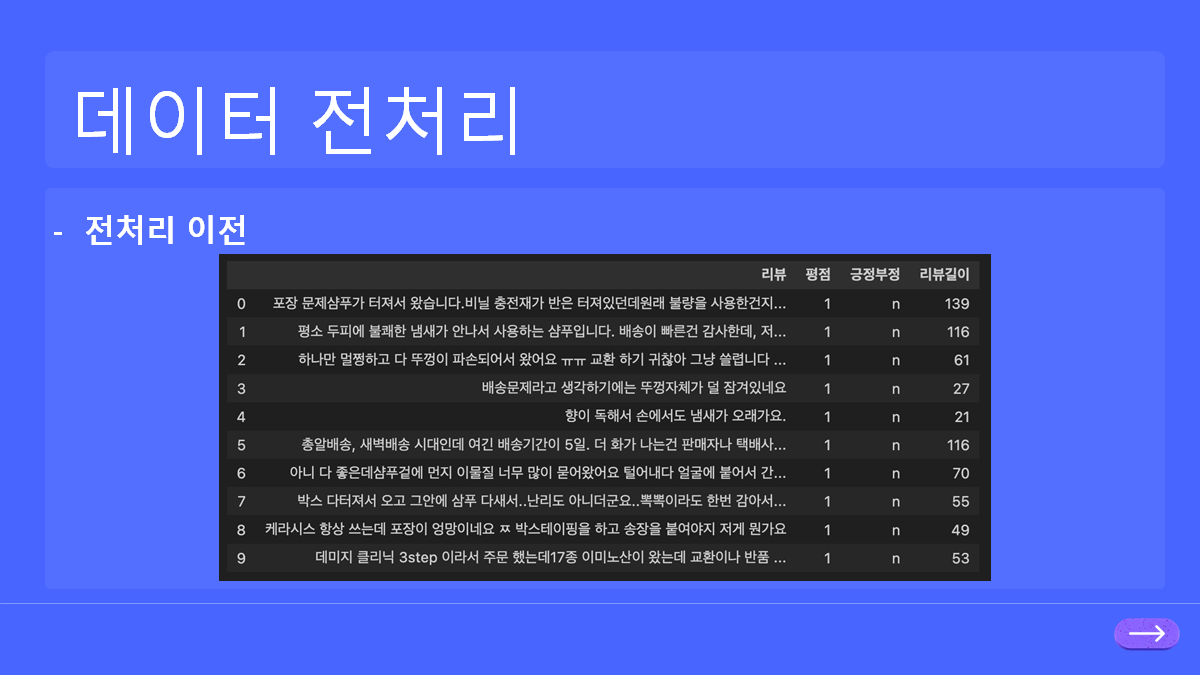 데이터 전처리
- 전처리 이전
리뷰 평점 긍정부정 리뷰길이
0 포장 문제샴푸가 터져서 왔습니다.비닐 충전재가 반은 터져있던데원래 불량을 사용한건지... 1 n 139
1 평소 두피에 불쾌한 냄새가 안나서 사용하는 샴푸입니다. 배송이 빠른건 감사한데, 저... 1 n 116
2 하나만 멀쩡하고 다 뚜껑이 파손되어서 왔어요 ㅠㅠ 교환 하기 귀찮아 그냥 쓸렵니다 ... 1 n 61
3 배송문제라고 생각하기에는 뚜껑자체가 덜 잠겨있네요 1 n 27
4 향이 독해서 손에서도 냄새가 오래가요. 1 n 21
5 총알배송, 새벽배송 시대인데 여긴 배송기간이 5일. 더 화가 나는건 판매자나 택배사... 1 n 116
6 아니 다 좋은데샴푸겉에 먼지 이물질 너무 많이 묻어왔어요 털어내다 얼굴에 붙어서 간... 1 n 70
7 박스 다터져서 오고 그안에 삼푸 다새서..난리도 아니더군요..뽁뽁이라도 한번 감아서... 1 n 55
8 케라시스 항상 쓰는데 포장이 엉망이네요 ㅉ 박스테이핑을 하고 송장을 붙여야지 저게 뭔가요 1 n 49
9 데미지 클리닉 3step 이라서 주문 했는데17종 이미노산이 왔는데 교환이나 반품 ... 1 n 53